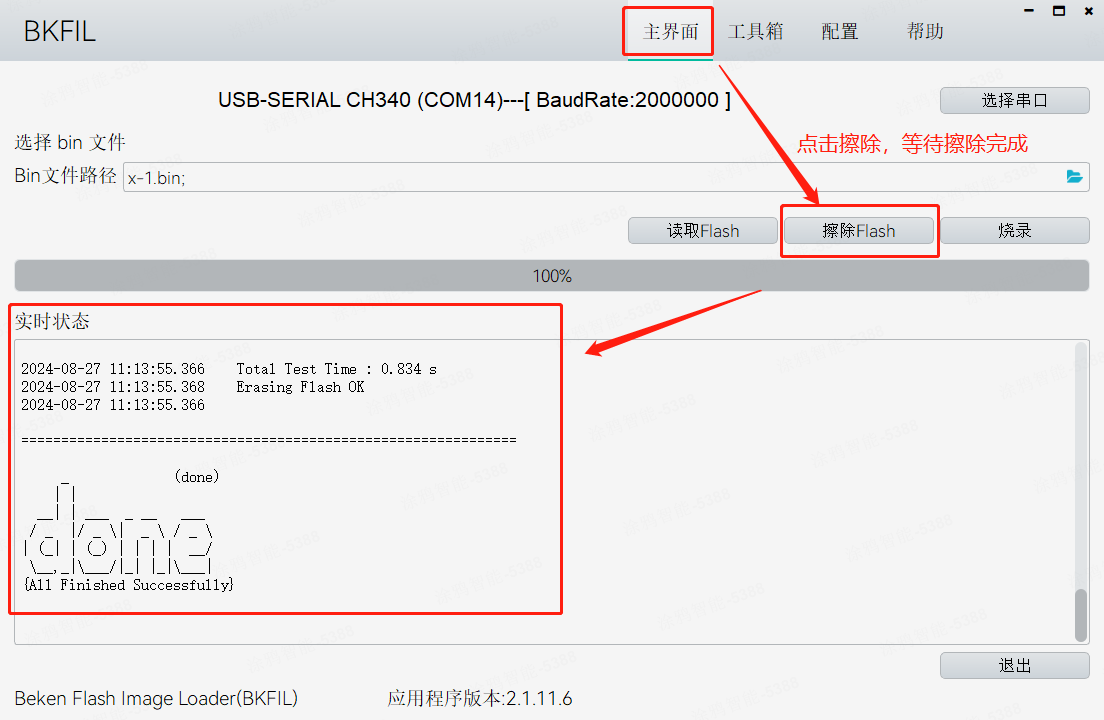 BKFIL
主界面 工具箱 配置 帮助
USB-SERIAL CH340 (COM14)---[ BaudRate:2000000 ]
选择串口
选择 bin 文件
点击擦除，等待擦除完成
Bin文件路径 x-1.bin;
读取Flash 擦除Flash 烧录
100%
实时状态
2024-08-27 11:13:55.366 Total Test Time : 0.834 s
2024-08-27 11:13:55.368 Erasing Flash OK
2024-08-27 11:13:55.366
==============================================================
(done)
done
{All Finished Successfully}
退出
Beken Flash Image Loader(BKFIL) 应用程序版本:2.1.11.6